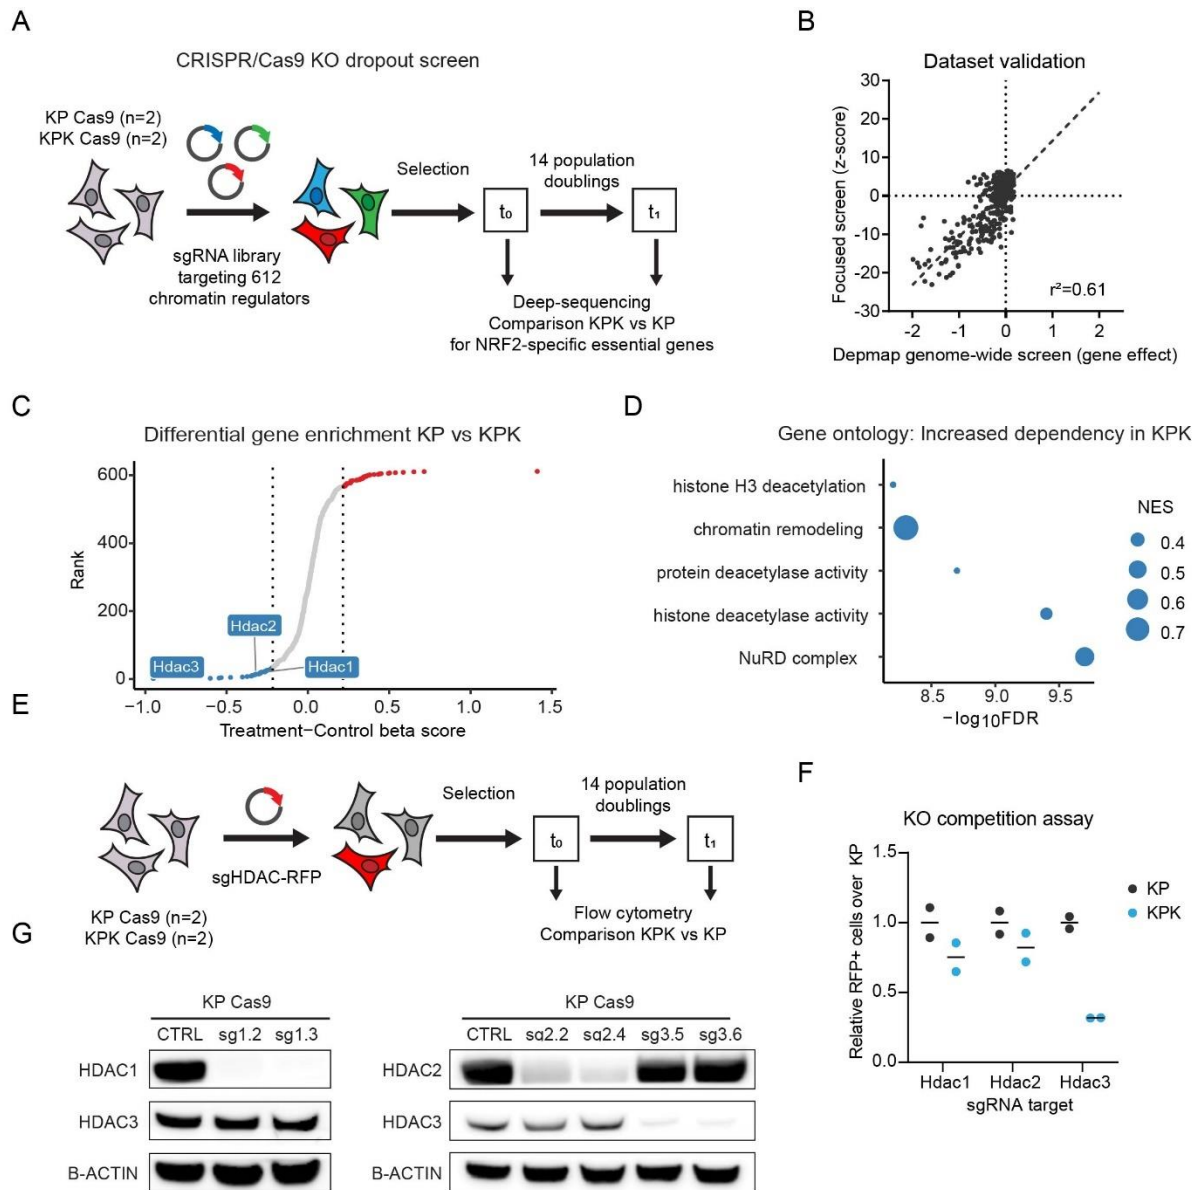 A
CRISPR/Cas9 KO dropout screen
KP Cas9 (n=2)
KPK Cas9 (n=2)
sgRNA library
targeting 612
chromatin regulators
Selection
t₀
14 population
doublings
t₁
Deep-sequencing
Comparison KPK vs KP
for NRF2-specific essential genes
B
Dataset validation
Focused screen (z-score)
30
20
10
0
-10
-20
-30
r²=0.61
-2
-1
0
1
2
Depmap genome-wide screen (gene effect)
C
Differential gene enrichment KP vs KPK
Rank
600
400
200
0
Hdac2
Hdac3
Hdac1
−1.0
−0.5
0.0
0.5
1.0
1.5
Treatment−Control beta score
D
Gene ontology: Increased dependency in KPK
histone H3 deacetylation
chromatin remodeling
protein deacetylase activity
histone deacetylase activity
NuRD complex
8.5
9.0
9.5
−log₁₀FDR
NES
0.4
0.5
0.6
0.7
E
KP Cas9 (n=2)
KPK Cas9 (n=2)
sgHDAC-RFP
Selection
t₀
14 population
doublings
t₁
Flow cytometry
Comparison KPK vs KP
F
KO competition assay
Relative RFP+ cells over KP
1.5
1.0
0.5
0.0
Hdac1
Hdac2
Hdac3
sgRNA target
KP
KPK
G
KP Cas9
CTRL sg1.2 sg1.3
HDAC1
HDAC3
B-ACTIN
KP Cas9
CTRL sg2.2 sg2.4 sg3.5 sg3.6
HDAC2
HDAC3
B-ACTIN